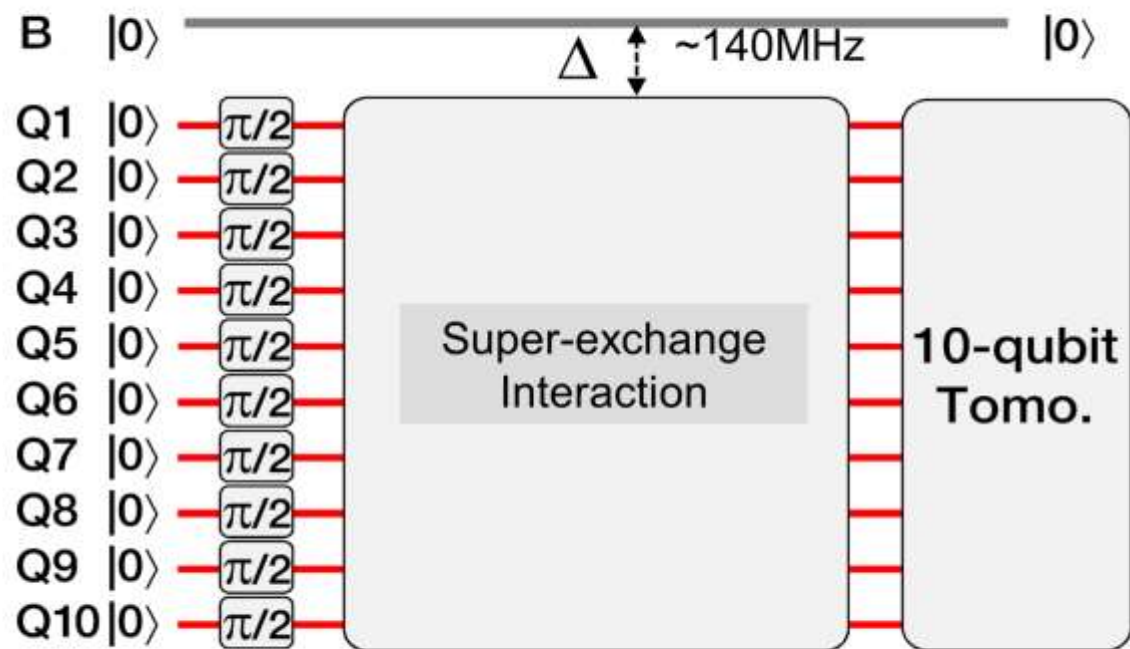 B |0⟩ Δ ~140MHz |0⟩
Q1 |0⟩ π/2
Q2 |0⟩ π/2
Q3 |0⟩ π/2
Q4 |0⟩ π/2
Q5 |0⟩ π/2
Q6 |0⟩ π/2
Q7 |0⟩ π/2
Q8 |0⟩ π/2
Q9 |0⟩ π/2
Q10 |0⟩ π/2
Super-exchange
Interaction
10-qubit
Tomo.